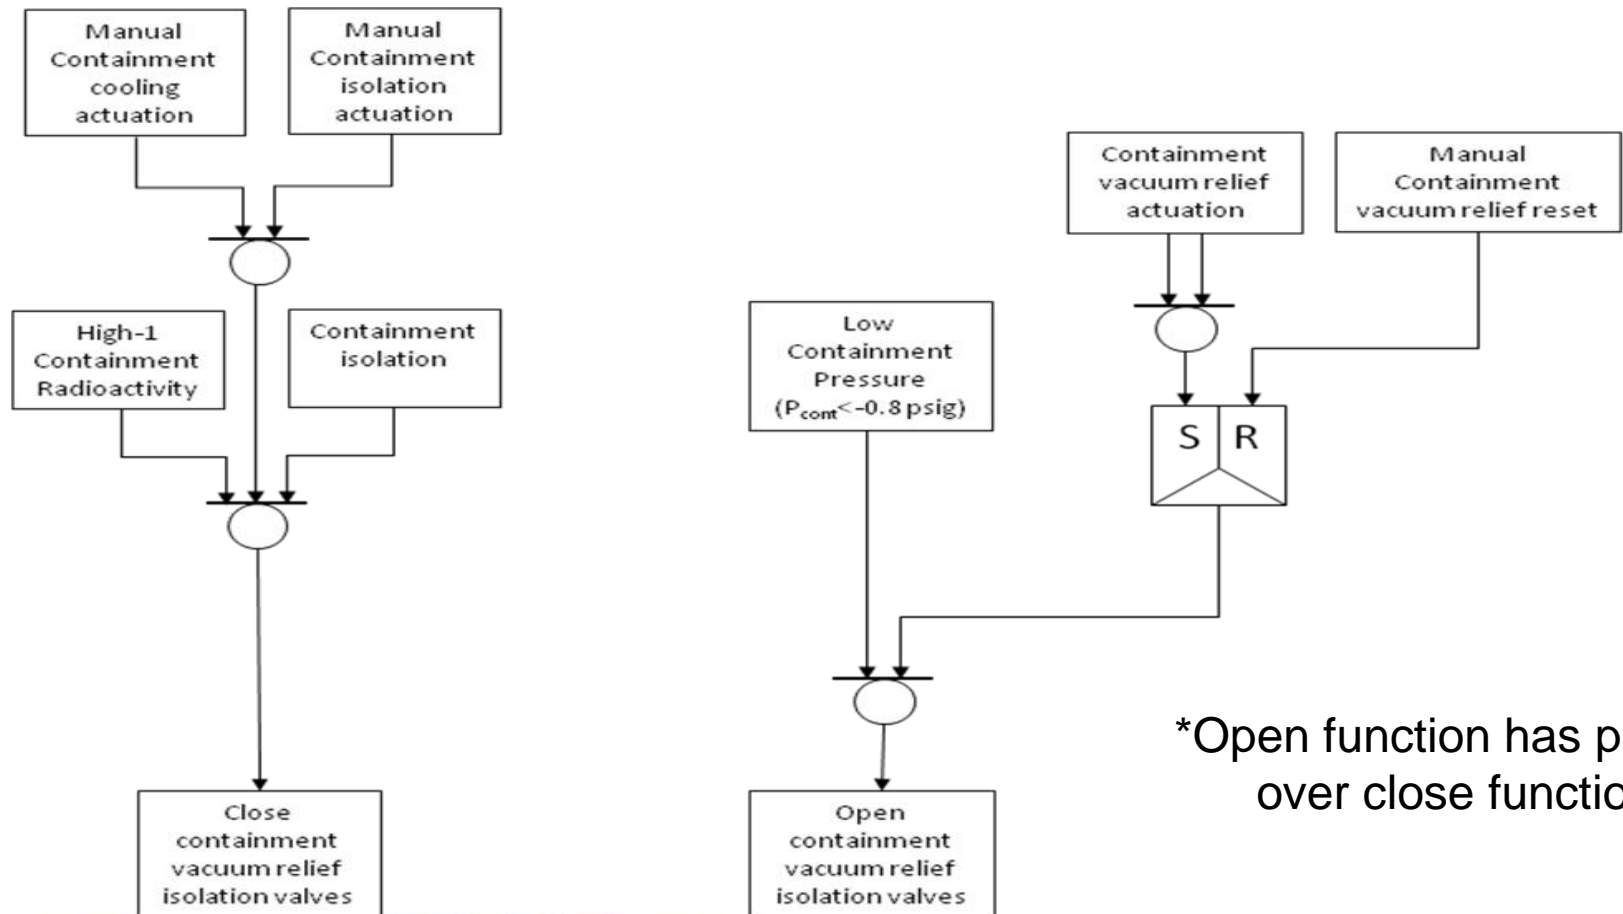 Manual
Containment
cooling
actuation
Manual
Containment
isolation
actuation
Containment
vacuum relief
actuation
Manual
Containment
vacuum relief reset
High-1
Containment
Radioactivity
Containment
isolation
Low
Containment
Pressure
(Pcont<-0.8 psig)
S R
*Open function has
over close
Close
containment
vacuum relief
isolation valves
Open
containment
vacuum relief
isolation valves